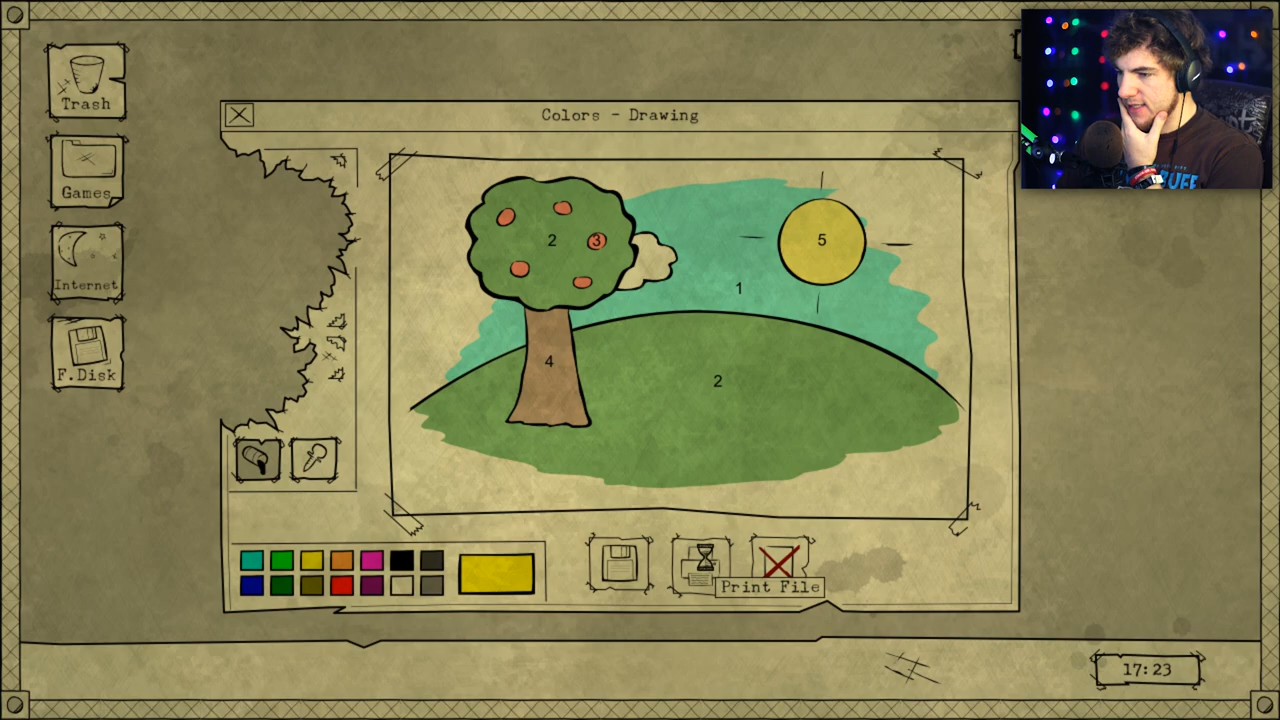 Trash
Games
Internet
F.Disk
Colors - Drawing
2
3
5
1
4
2
Print File
17:23